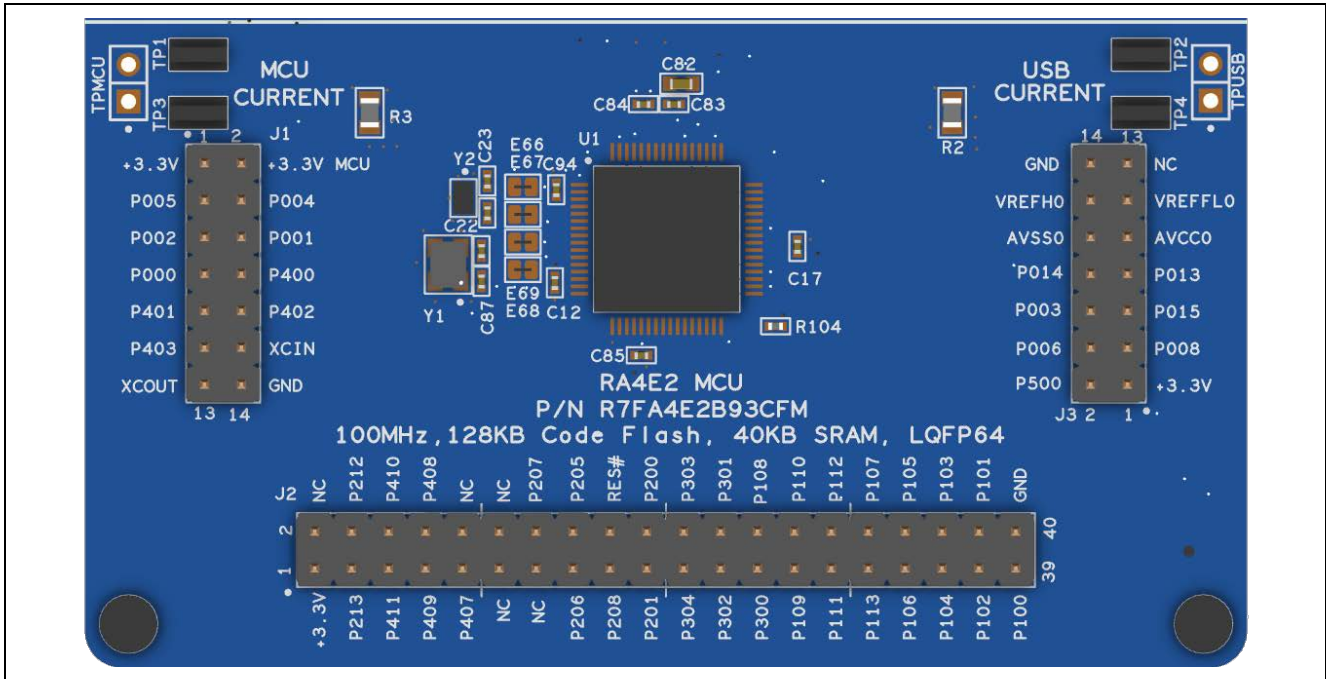 TPMCU
TP1
TP3
MCU
CURRENT
R3
C82
C84
C83
USB
CURRENT
R2
TP2
TP4
TPUSB
1 2 J1
+3.3V
+3.3V MCU
P005
P004
P002
P001
P000
P400
P401
P402
P403
XCIN
XCOUT
GND
13 14
Y2
C23
C22
E66
E67
C94
U1
Y1
C87
E69
E68
C12
C85
C17
R104
14 13
GND
NC
VREFH0
VREFFL0
AVSS0
AVCC0
P014
P013
P003
P015
P006
P008
P500
+3.3V
J3 2 1
RA4E2 MCU
P/N R7FA4E2B93CFM
100MHz,128KB Code Flash, 40KB SRAM, LQFP64
J2
NC P212 P410 P408 NC NC P207 P205 RES# P200 P303 P301 P108 P110 P112 P107 P105 P103 P101 GND
2
40
1
39
+3.3V P213 P411 P409 P407 NC NC P206 P208 P201 P304 P302 P300 P109 P111 P113 P106 P104 P102 P100